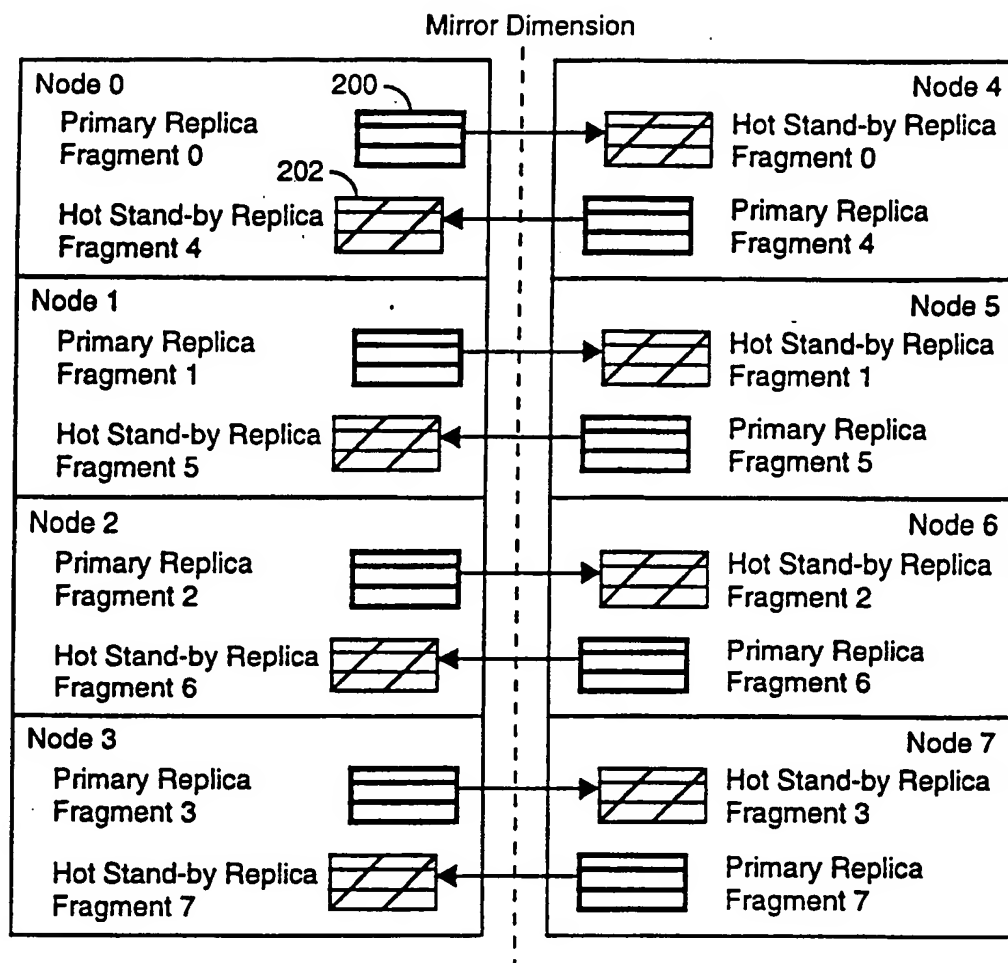 Mirror Dimension
Node 0
200
Primary Replica
Fragment 0
202
Hot Stand-by Replica
Fragment 4
Node 4
Hot Stand-by Replica
Fragment 0
Primary Replica
Fragment 4
Node 1
Primary Replica
Fragment 1
Hot Stand-by Replica
Fragment 5
Node 5
Hot Stand-by Replica
Fragment 1
Primary Replica
Fragment 5
Node 2
Primary Replica
Fragment 2
Hot Stand-by Replica
Fragment 6
Node 6
Hot Stand-by Replica
Fragment 2
Primary Replica
Fragment 6
Node 3
Primary Replica
Fragment 3
Hot Stand-by Replica
Fragment 7
Node 7
Hot Stand-by Replica
Fragment 3
Primary Replica
Fragment 7